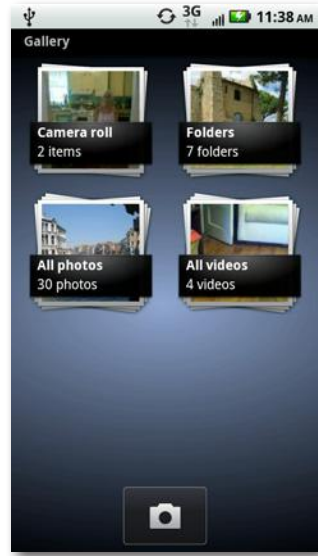 3G 11:38 AM
Gallery
Camera roll
2 items
Folders
7 folders
All photos
30 photos
All videos
4 videos